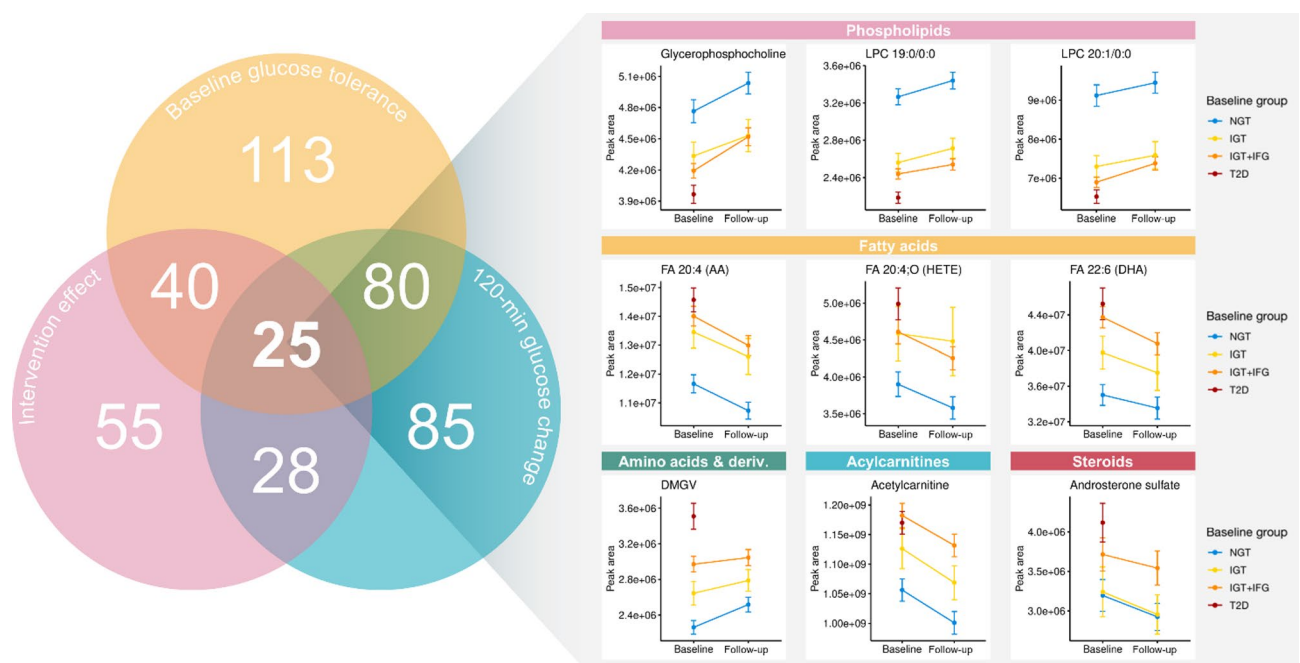 Baseline glucose tolerance
113
40
80
25
Intervention effect
120-min glucose change
55
85
28
Phospholipids
Glycerophosphocholine
5.1e+06
4.8e+06
4.5e+06
4.2e+06
3.9e+06
Peak area
Baseline Follow-up
LPC 19:0/0:0
3.6e+06
3.2e+06
2.8e+06
2.4e+06
Peak area
Baseline Follow-up
LPC 20:1/0:0
9e+06
8e+06
7e+06
Peak area
Baseline Follow-up
Baseline group
NGT
IGT
IGT+IFG
T2D
Fatty acids
FA 20:4 (AA)
1.5e+07
1.4e+07
1.3e+07
1.2e+07
1.1e+07
Peak area
Baseline Follow-up
FA 20:4;O (HETE)
5.0e+06
4.5e+06
4.0e+06
3.5e+06
Peak area
Baseline Follow-up
FA 22:6 (DHA)
4.4e+07
4.0e+07
3.6e+07
3.2e+07
Peak area
Baseline Follow-up
Baseline group
NGT
IGT
IGT+IFG
T2D
Amino acids & deriv.
DMGV
3.6e+06
3.2e+06
2.8e+06
2.4e+06
Peak area
Baseline Follow-up
Acylcarnitines
Acetylcarnitine
1.20e+09
1.15e+09
1.10e+09
1.05e+09
1.00e+09
Peak area
Baseline Follow-up
Steroids
Androsterone sulfate
4.0e+06
3.5e+06
3.0e+06
Peak area
Baseline Follow-up
Baseline group
NGT
IGT
IGT+IFG
T2D